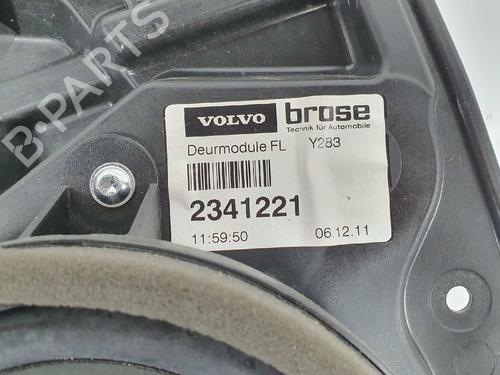 VOLVO brose
Technik für Automobile
Deurmodule FL Y283
2341221
11:59:50 06.12.11
B-PARTS